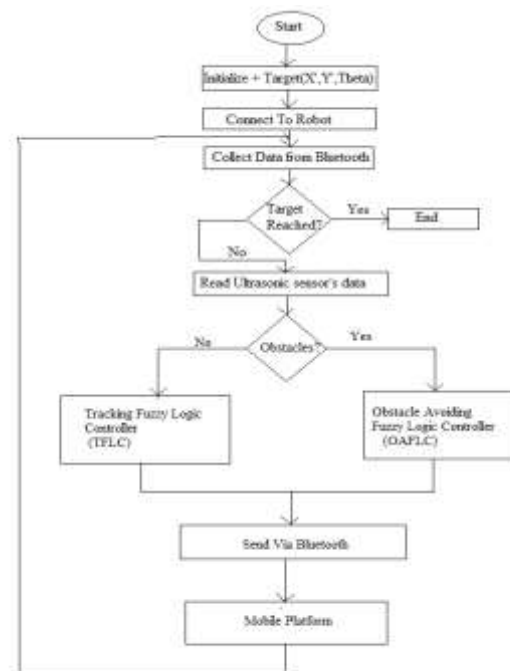 Start
Initialize + Target(X',Y',Theta)
Connect To Robot
Collect Data from Bluetooth
Target
Reached?
Yes
End
No
Read Ultrasonic sensor's data
No
Obstacles?
Yes
Tracking Fuzzy Logic
Controller
(TFLC)
Obstacle Avoiding
Fuzzy Logic Controller
(OAFLC)
Send Via Bluetooth
Mobile Platform